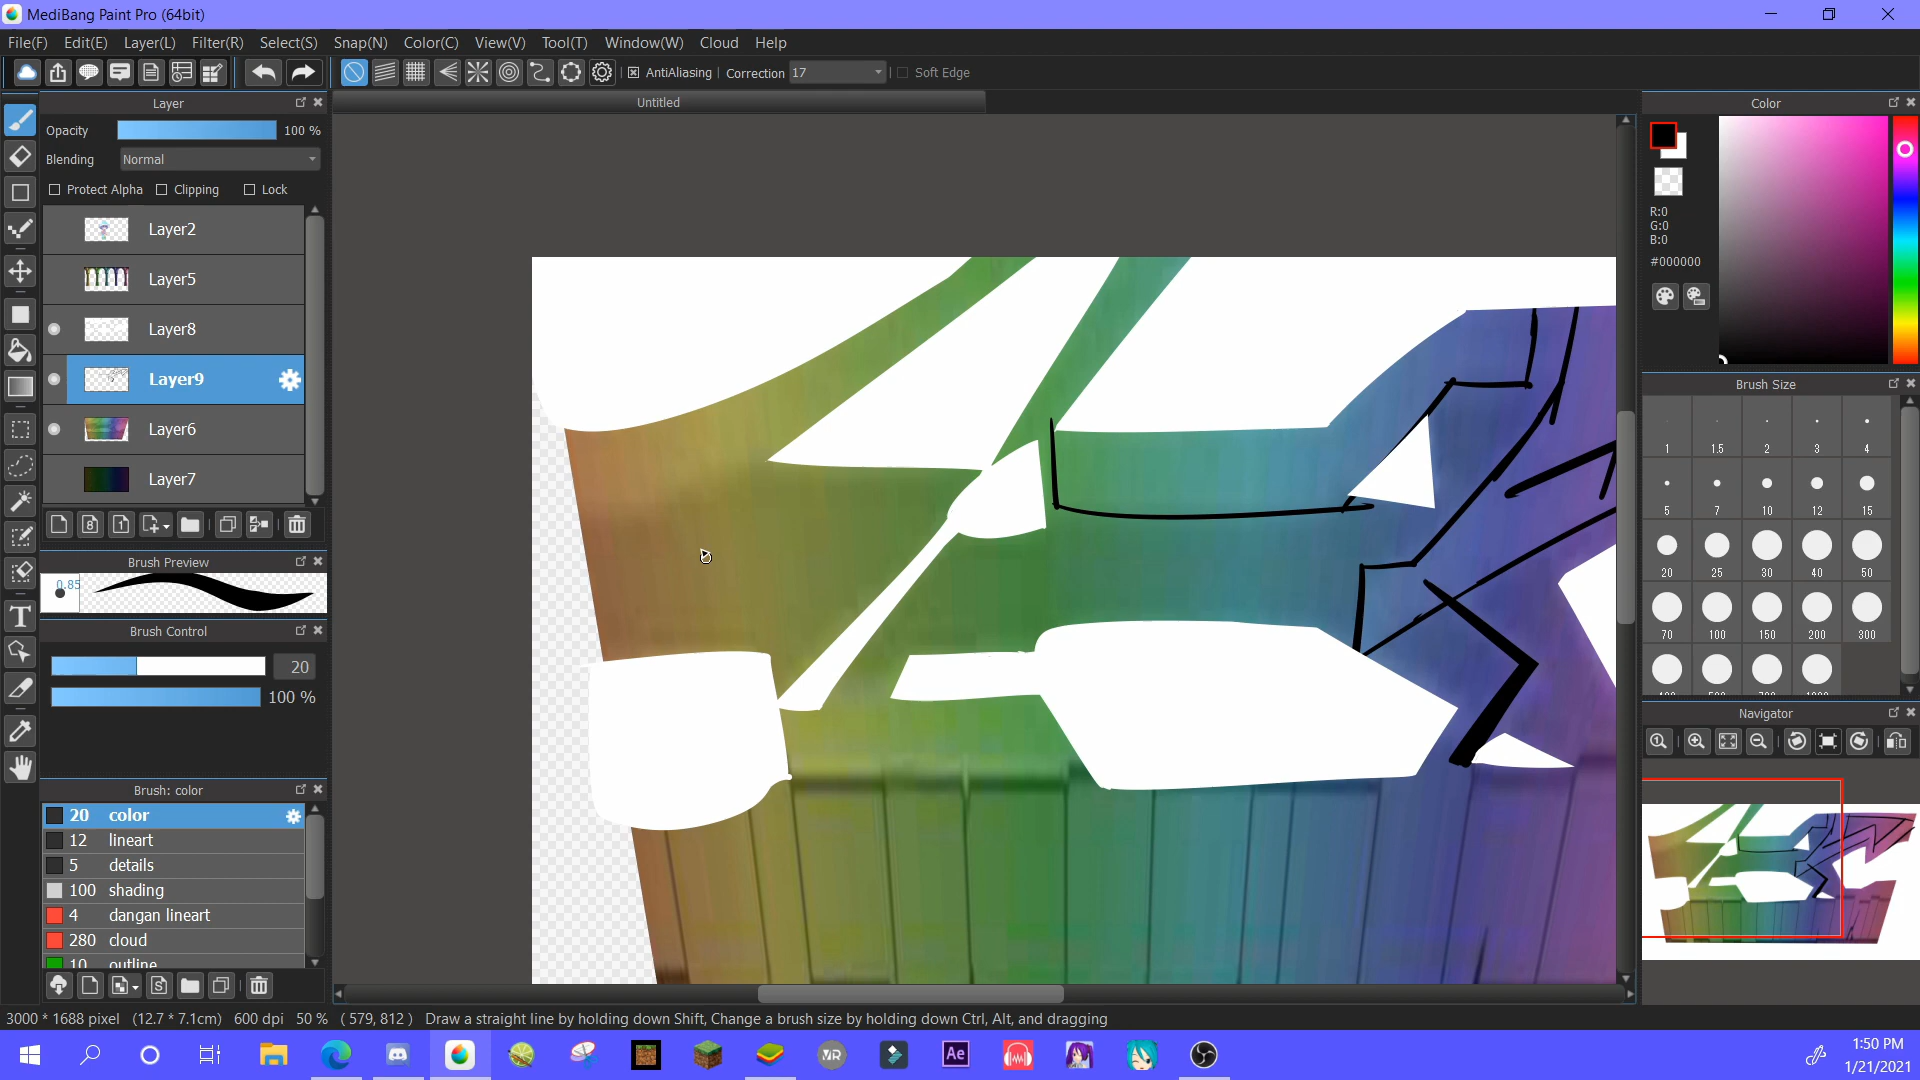 MediBang Paint Pro (64bit)
File(F) Edit(E) Layer(L) Filter(R) Select(S) Snap(N) Color(C) View(V) Tool(T) Window(W) Cloud Help
AntiAliasing Correction 17 Soft Edge
Layer
Untitled
Color
Opacity 100 %
Blending Normal
Protect Alpha Clipping Lock
Layer2
Layer5
Layer8
Layer9
Layer6
Layer7
R:0
G:0
B:0
#000000
Brush Size
1 1.5 2 3 4
5 7 10 12 15
20 25 30 40 50
70 100 150 200 300
Brush Preview
0.85
Brush Control
20
100 %
Navigator
Brush: color
20 color
12 lineart
5 details
100 shading
4 dangan lineart
280 cloud
10 outline
3000 * 1688 pixel (12.7 * 7.1cm) 600 dpi 50 % ( 579, 812 ) Draw a straight line by holding down Shift, Change a brush size by holding down Ctrl, Alt, and dragging
VR
Ae
1:50 PM
1/21/2021